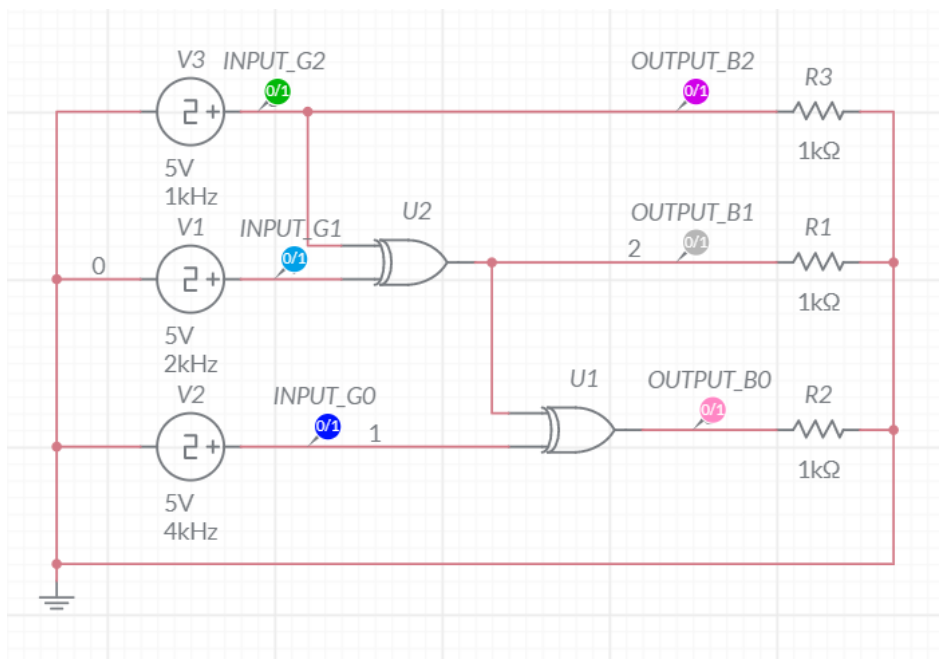 V3 INPUT_G2
0/1
OUTPUT_B2
0/1
R3
1kΩ
5V
1kHz
V1 INPUT_G1
0/1
U2
OUTPUT_B1
2
0/1
R1
1kΩ
0
5V
2kHz
V2 INPUT_G0
0/1
1
U1
OUTPUT_B0
0/1
R2
1kΩ
5V
4kHz